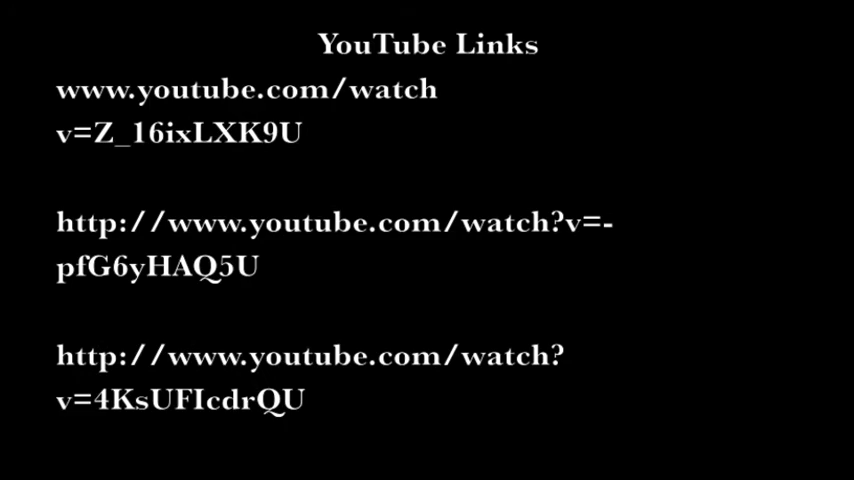 YouTube Links
www.youtube.com/watch
v=Z_16ixLXK9U
http://www.youtube.com/watch?v=-
pfG6yHAQ5U
http://www.youtube.com/watch?
v=4KsUFIcdrQU